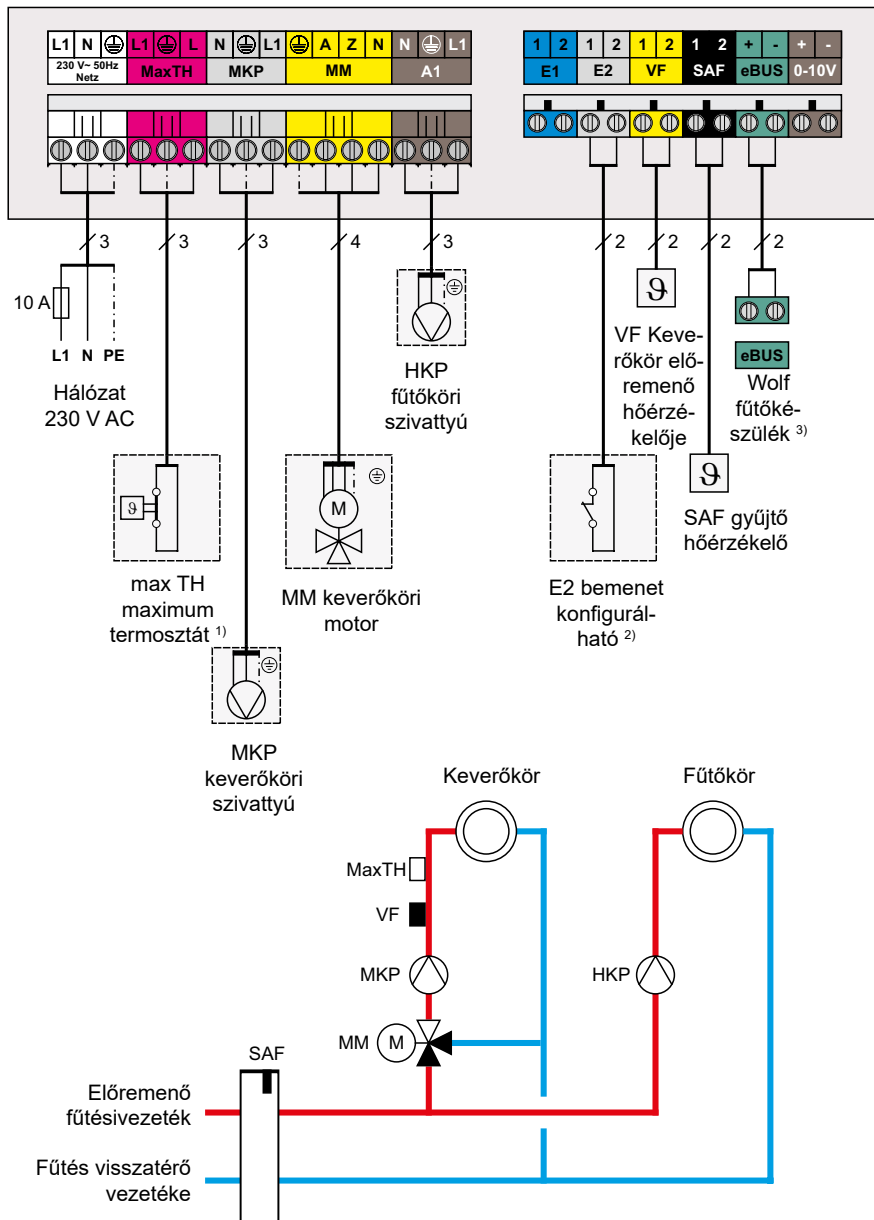 L1 N L1 L N L1 A Z N N L1
230 V~ 50Hz
Netz
MaxTH MKP MM A1
1 2 1 2 1 2 1 2 + - + -
E1 E2 VF SAF eBUS 0-10V
3 3 3 4 3 2 2 2 2
10 A
L1 N PE
Hálózat
230 V AC
HKP
fűtőköri
szivattyú
ϑ
VF Keve-
rőkör elő-
remenő
hőérzé-
kelője
eBUS
Wolf
fűtőké-
szülék 3)
ϑ
max TH
maximum
termosztát 1)
M
MM keverőköri
motor
E2 bemenet
konfigurál-
ható 2)
ϑ
SAF gyűjtő
hőérzékelő
MKP
keverőköri
szivattyú
Keverőkör
Fűtőkör
MaxTH
VF
MKP
HKP
MM
M
SAF
Előremenő
fűtésivezeték
Fűtés visszatérő
vezetéke